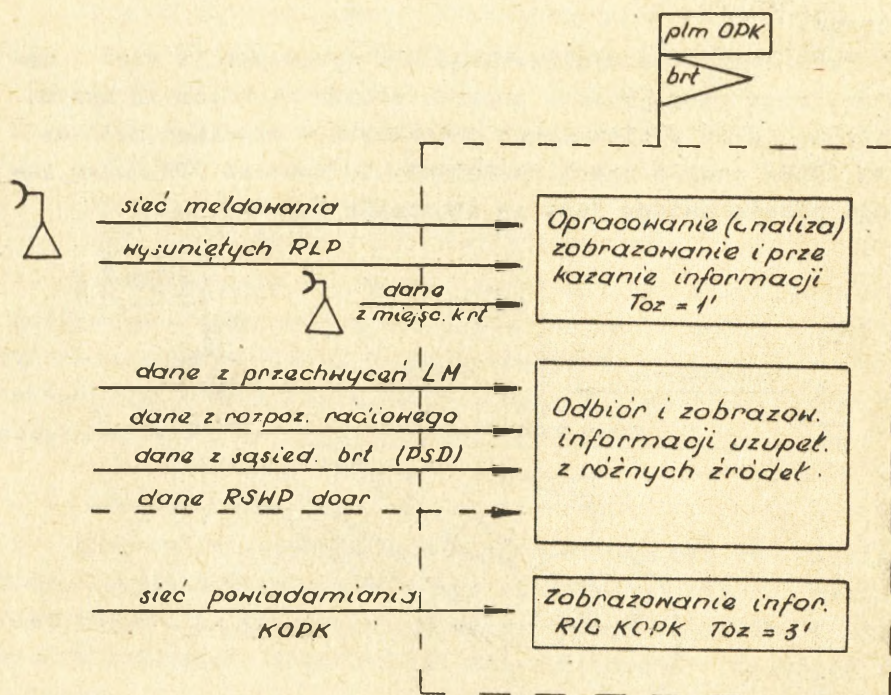 plm OPK
brt
sieć meldowania
wysuniętych RLP
dane
z miejsc. krt
Opracowanie (analiza)
zobrazowanie i prze
kazanie informacji
Toz = 1'
dane z przechwyceń LM
dane z rozpoz. radiowego
dane z sąsied. brt (PSD)
dane RSWP doar
Odbiór i zobrazow.
informacji uzupeł.
z różnych źródeł
sieć powiadamiania
KOPK
Zobrazowanie infor.
RIC KOPK Toz = 3'